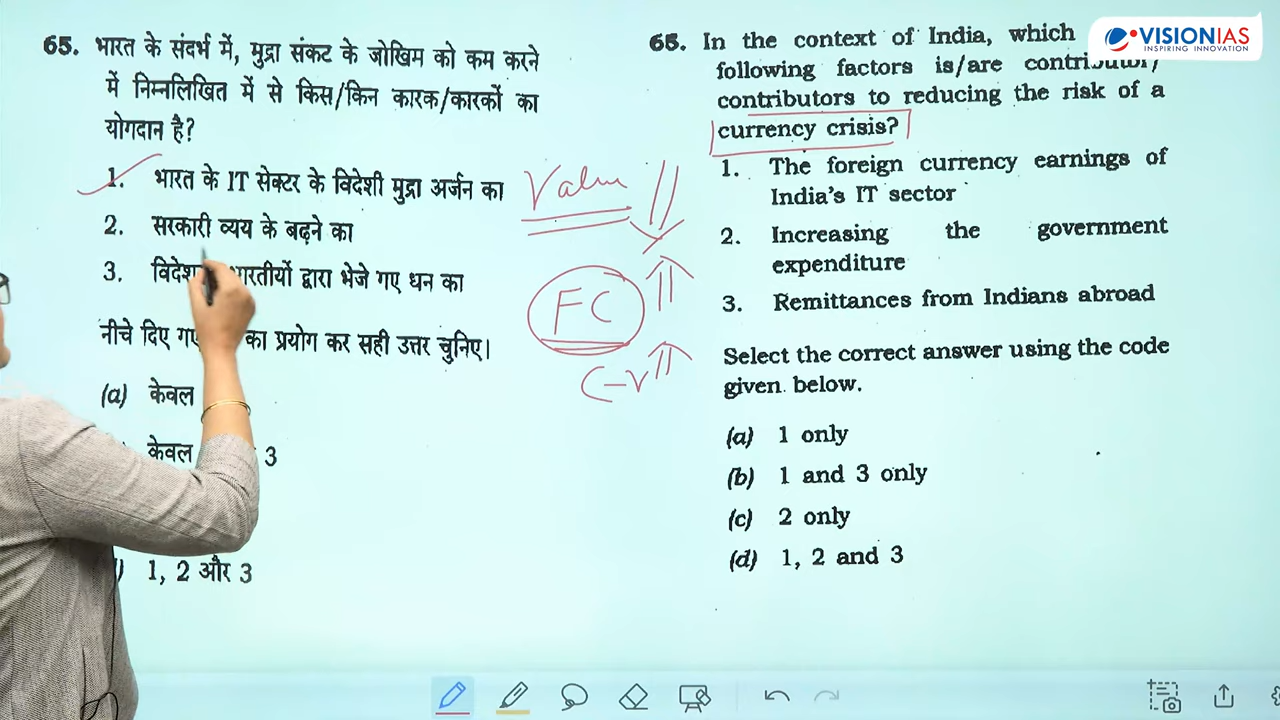 65. भारत के संदर्भ में, मुद्रा संकट के जोखिम को कम करने
में निम्नलिखित में से किस/किन कारक/कारकों का
योगदान है?
1. भारत के IT सेक्टर के विदेशी मुद्रा अर्जन का
2. सरकारी व्यय के बढ़ने का
3. भारतीयों द्वारा भेजे गए धन का
नीचे दिए गए का प्रयोग कर सही उत्तर चुनिए।
(a) केवल
केवल 3
1, 2 और 3
Value
FC
C-V
65. In the context of India, which
following factors is/are contributor/
contributors to reducing the risk of a
currency crisis?
1. The foreign currency earnings of
India's IT sector
2. Increasing the government
expenditure
3. Remittances from Indians abroad
Select the correct answer using the code
given below.
(a) 1 only
(b) 1 and 3 only
(c) 2 only
(d) 1, 2 and 3
VISIONIAS
INSPIRING INNOVATION